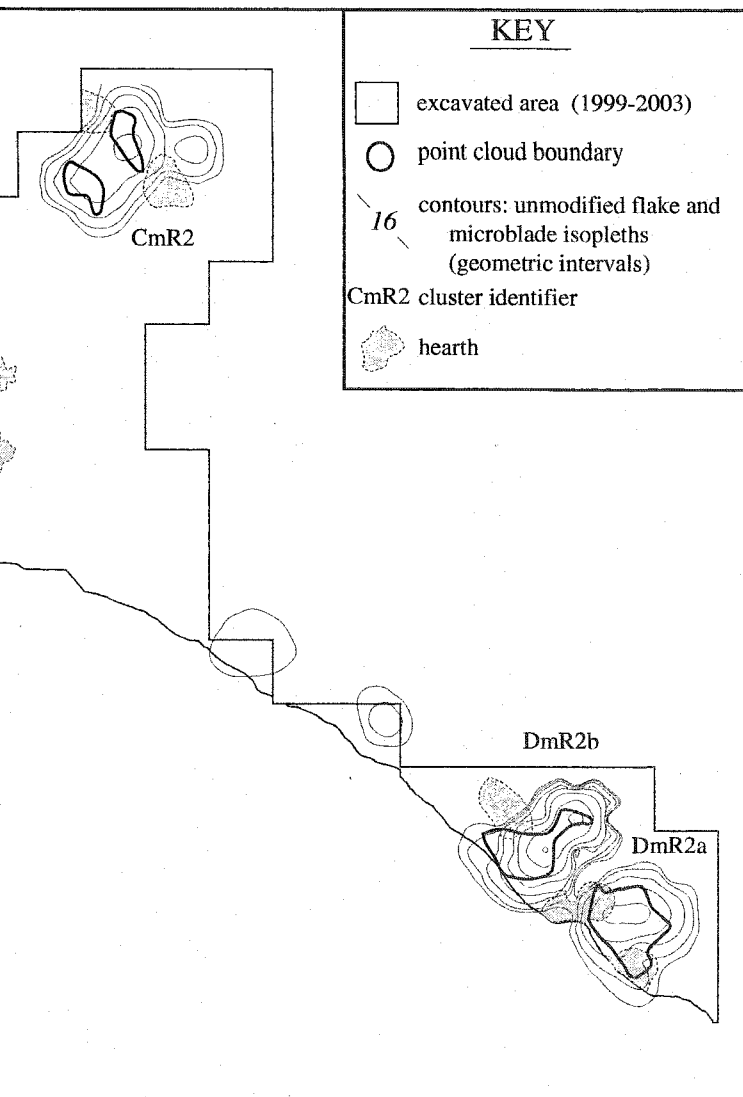 KEY
excavated area (1999-2003)
point cloud boundary
16 contours: unmodified flake and
microblade isopleths
(geometric intervals)
CmR2 cluster identifier
hearth
CmR2
DmR2b
DmR2a